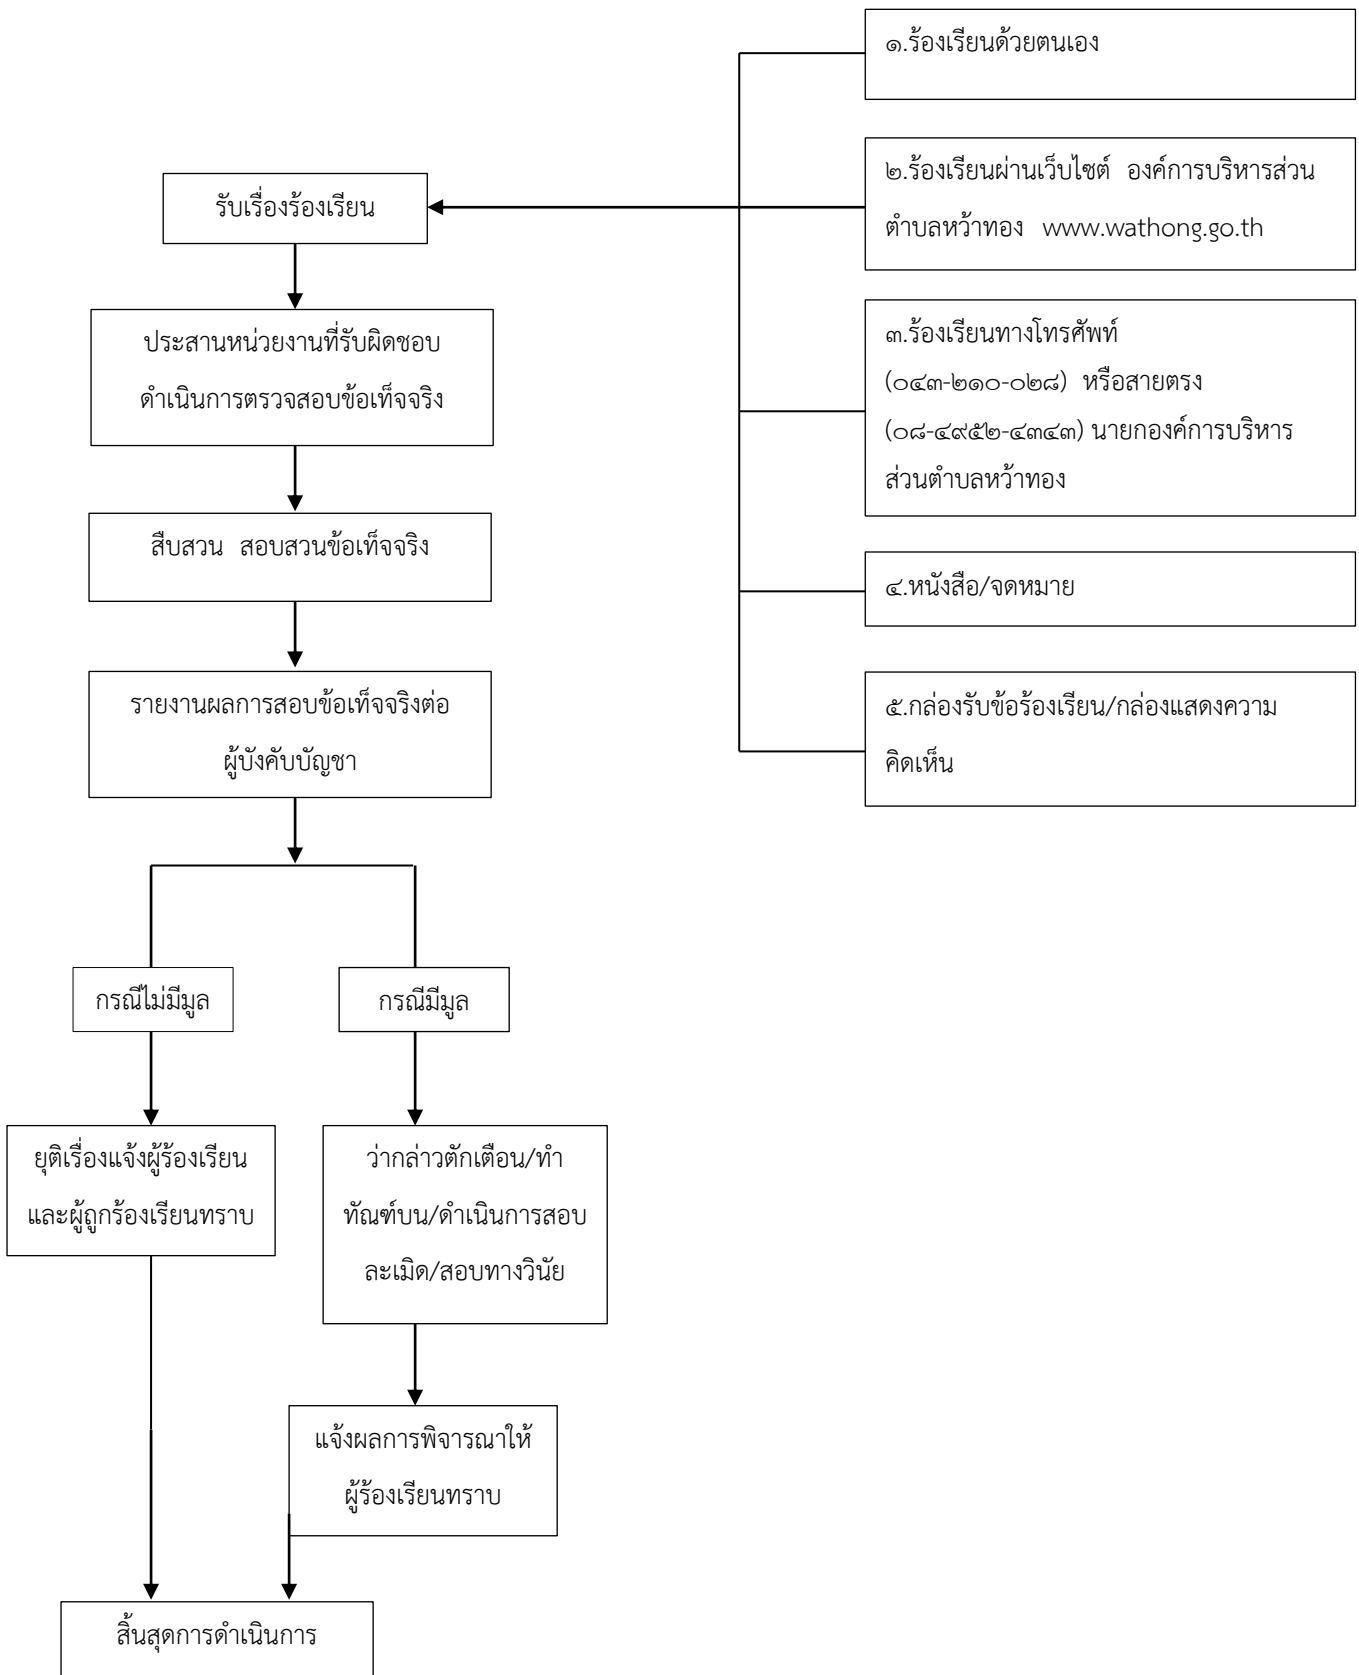 ๑.ร้องเรียนด้วยตนเอง
๒.ร้องเรียนผ่านเว็บไซต์ องค์การบริหารส่วน
ตำบลหว้าทอง www.wathong.go.th
๓.ร้องเรียนทางโทรศัพท์
(๐๔๓-๒๑๐-๐๒๘) หรือสายตรง
(๐๘-๔๙๕๒-๔๓๔๓) นายกองค์การบริหาร
ส่วนตำบลหว้าทอง
๔.หนังสือ/จดหมาย
๕.กล่องรับข้อร้องเรียน/กล่องแสดงความ
คิดเห็น
รับเรื่องร้องเรียน
ประสานหน่วยงานที่รับผิดชอบ
ดำเนินการตรวจสอบข้อเท็จจริง
สืบสวน สอบสวนข้อเท็จจริง
รายงานผลการสอบข้อเท็จจริงต่อ
ผู้บังคับบัญชา
กรณีไม่มีมูล
กรณีมีมูล
ยุติเรื่องแจ้งผู้ร้องเรียน
และผู้ถูกร้องเรียนทราบ
ว่ากล่าวตักเตือน/ทำ
ทัณฑ์บน/ดำเนินการสอบ
ละเมิด/สอบทางวินัย
แจ้งผลการพิจารณาให้
ผู้ร้องเรียนทราบ
สิ้นสุดการดำเนินการ